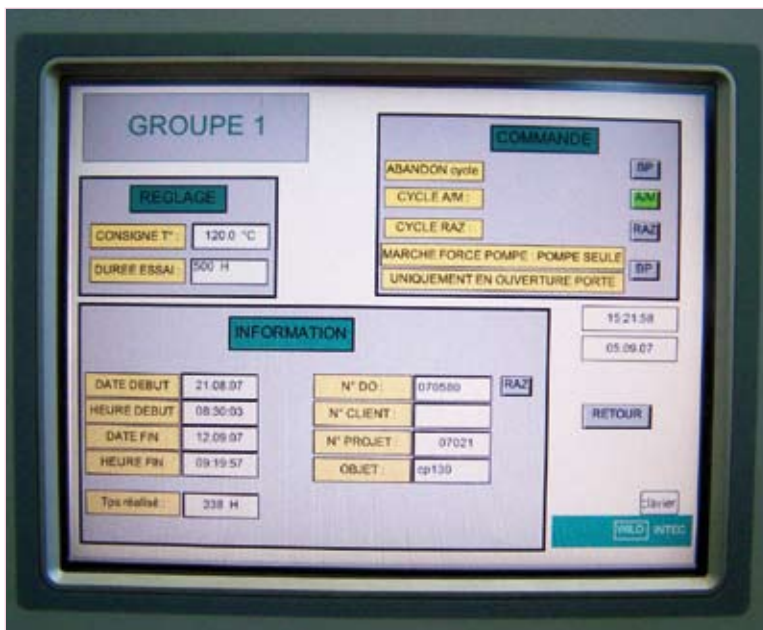 GROUPE 1
REGLAGE
CONSIGNE T° : 120.0 °C
DUREE ESSAI : 500 H
COMMANDE
ABANDON cycle BP
CYCLE A/M : A/M
CYCLE RAZ : RAZ
MARCHE FORCE POMPE : POMPE SEULE
UNIQUEMENT EN OUVERTURE PORTE
BP
15:21:58
05.09.07
INFORMATION
DATE DEBUT 21.08.07
HEURE DEBUT 08:30:03
DATE FIN 12.09.07
HEURE FIN 09:19:57
Tps réalisé : 338 H
N° DO : 070580 RAZ
N° CLIENT :
N° PROJET : 07021
OBJET : cp130
RETOUR
clavier
INTEC